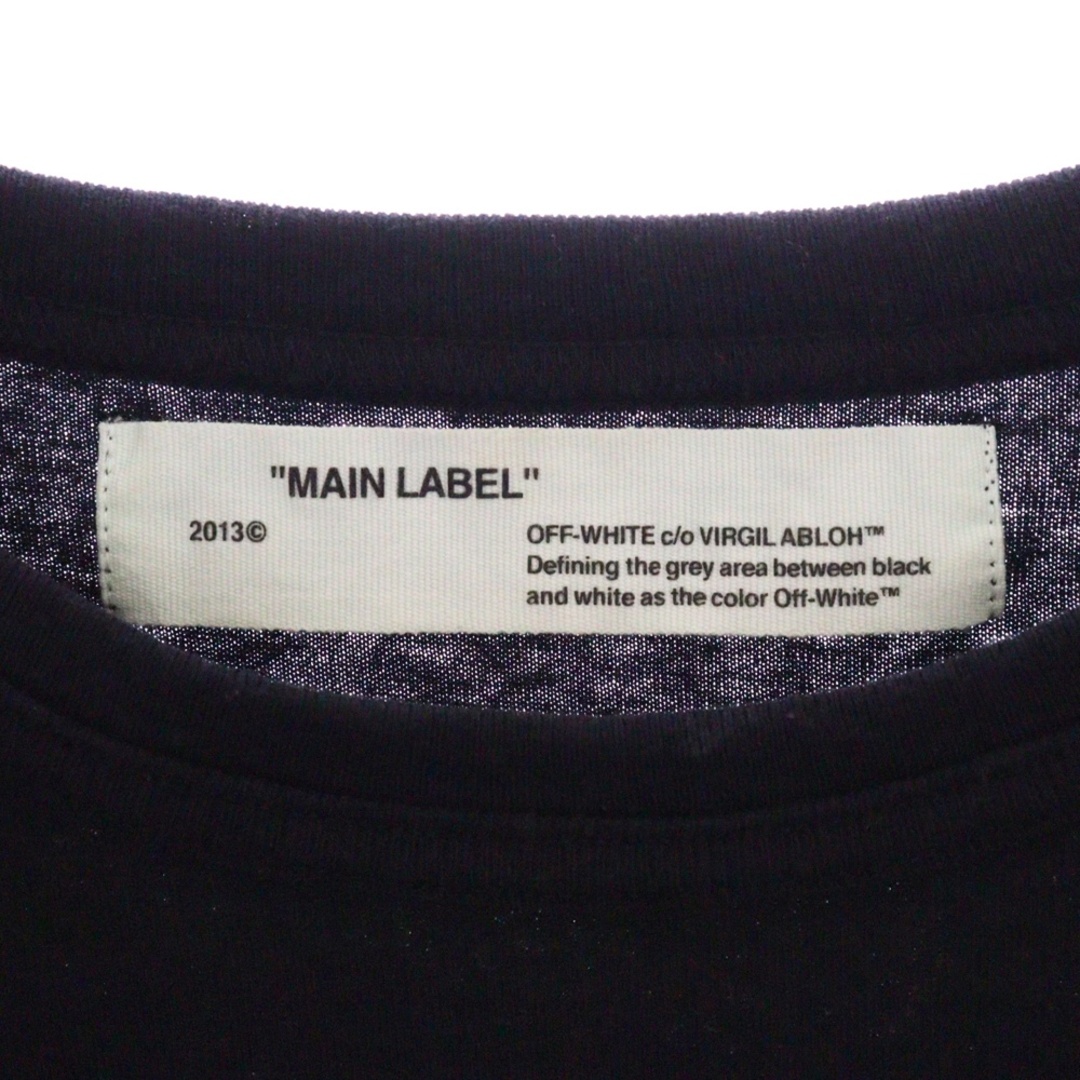 "MAIN LABEL"
2013©
OFF-WHITE c/o VIRGIL ABLOH™
Defining the grey area between black
and white as the color Off-White™